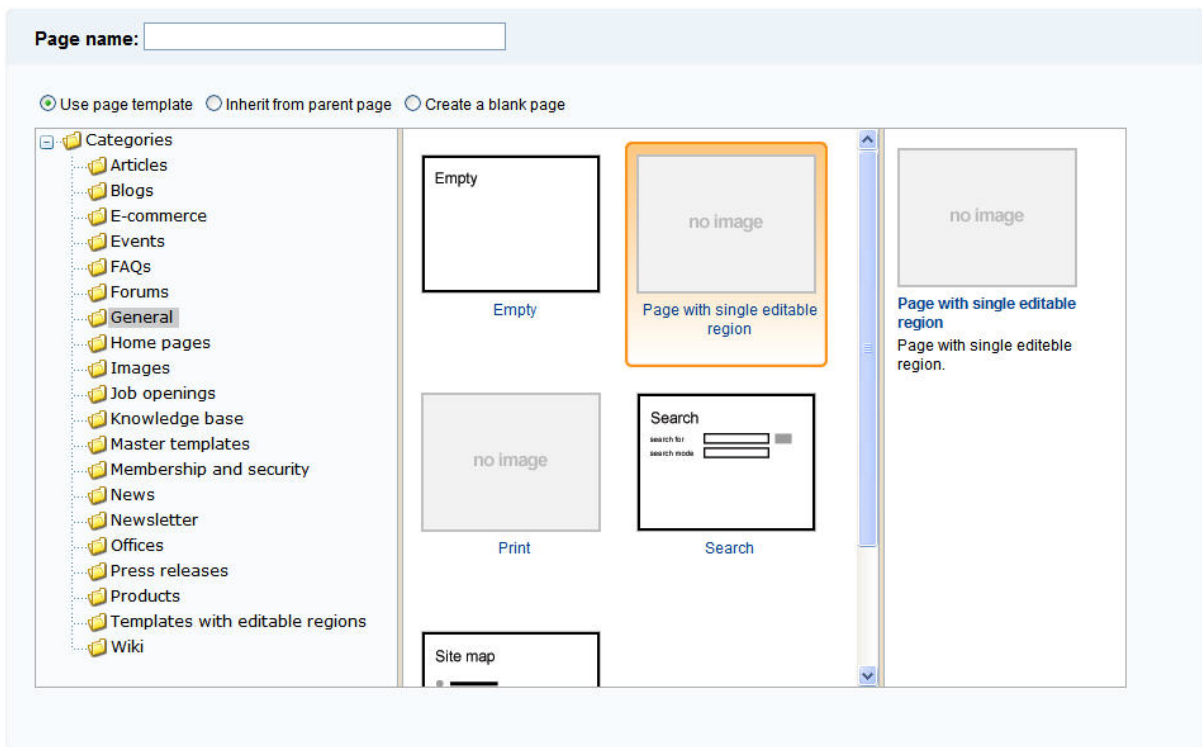 Page name:
Use page template Inherit from parent page Create a blank page
Categories
Articles
Blogs
E-commerce
Events
FAQs
Forums
General
Home pages
Images
Job openings
Knowledge base
Master templates
Membership and security
News
Newsletter
Offices
Press releases
Products
Templates with editable regions
Wiki
Empty
Empty
no image
Page with single editable
region
no image
Print
Search
search for
search mode
Search
Site map
no image
Page with single editable
region
Page with single editeble
region.